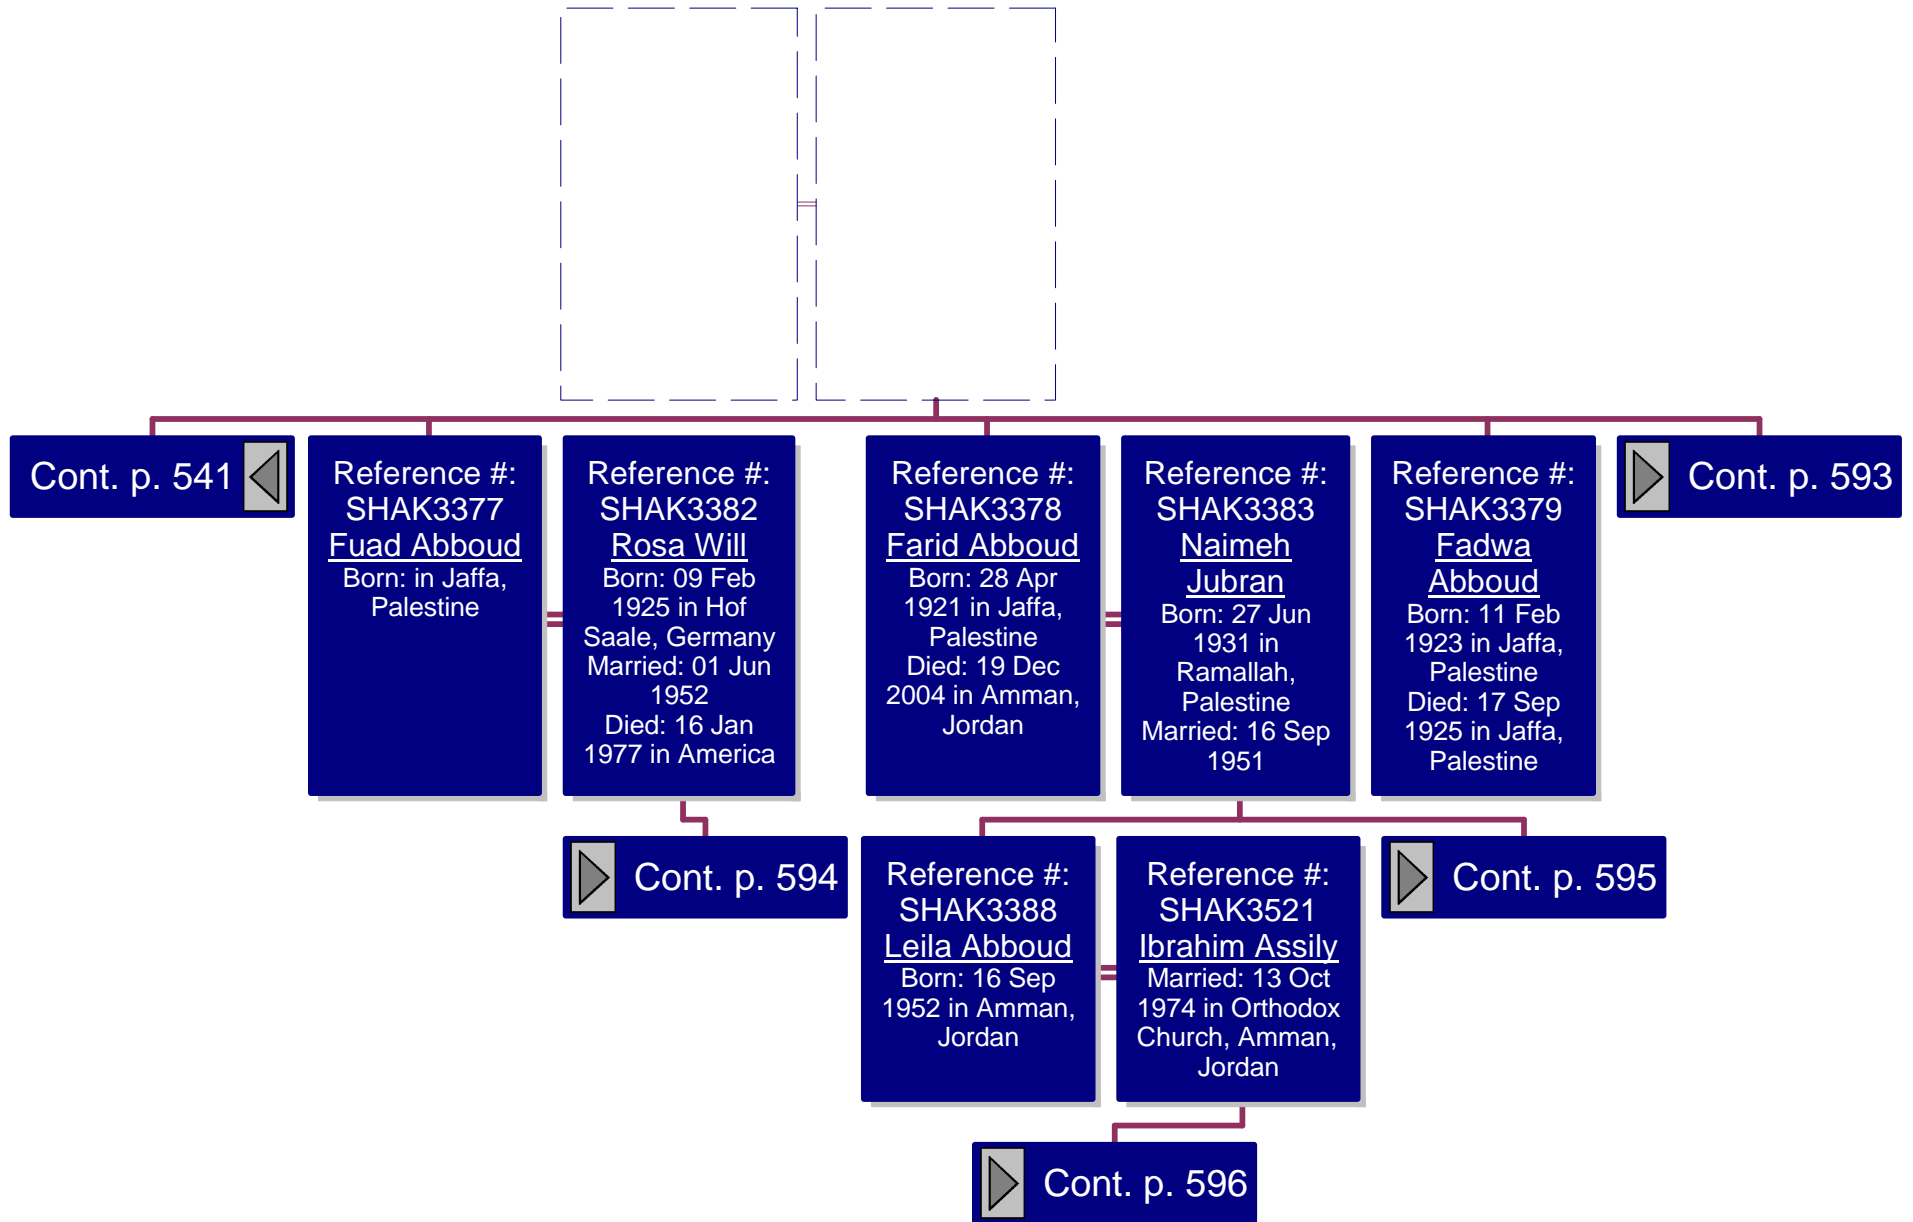 Cont. p. 541
Reference #:
SHAK3377
Fuad Abboud
Born: in Jaffa,
Palestine
Reference #:
SHAK3382
Rosa Will
Born: 09 Feb
1925 in Hof
Saale, Germany
Married: 01 Jun
1952
Died: 16 Jan
1977 in America
Reference #:
SHAK3378
Farid Abboud
Born: 28 Apr
1921 in Jaffa,
Palestine
Died: 19 Dec
2004 in Amman,
Jordan
Reference #:
SHAK3383
Naimeh
Jubran
Born: 27 Jun
1931 in
Ramallah,
Palestine
Married: 16 Sep
1951
Reference #:
SHAK3379
Fadwa
Abboud
Born: 11 Feb
1923 in Jaffa,
Palestine
Died: 17 Sep
1925 in Jaffa,
Palestine
Cont. p. 593
Cont. p. 594
Reference #:
SHAK3388
Leila Abboud
Born: 16 Sep
1952 in Amman,
Jordan
Reference #:
SHAK3521
Ibrahim Assily
Married: 13 Oct
1974 in Orthodox
Church, Amman,
Jordan
Cont. p. 595
Cont. p. 596